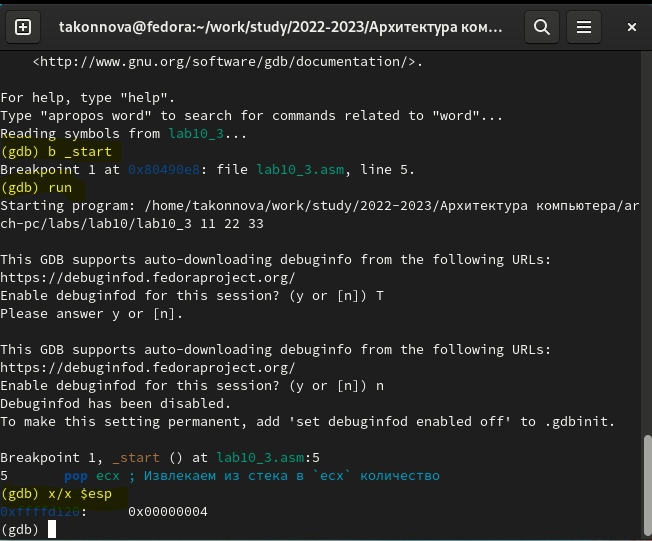 takonnova@fedora:~/work/study/2022-2023/Архитектура ком...
<http://www.gnu.org/software/gdb/documentation/>.
For help, type "help".
Type "apropos word" to search for commands related to "word"...
Reading symbols from lab10_3...
(gdb) b _start
Breakpoint 1 at 0x80490e8: file lab10_3.asm, line 5.
(gdb) run
Starting program: /home/takonnova/work/study/2022-2023/Архитектура компьютера/ar
ch-pc/labs/lab10/lab10_3 11 22 33
This GDB supports auto-downloading debuginfo from the following URLs:
https://debuginfod.fedoraproject.org/
Enable debuginfod for this session? (y or [n]) T
Please answer y or [n].
This GDB supports auto-downloading debuginfo from the following URLs:
https://debuginfod.fedoraproject.org/
Enable debuginfod for this session? (y or [n]) n
Debuginfod has been disabled.
To make this setting permanent, add 'set debuginfod enabled off' to .gdbinit.
Breakpoint 1, _start () at lab10_3.asm:5
5 pop ecx ; Извлекаем из стека в `ecx` количество
(gdb) x/x $esp
0xffffd120: 0x00000004
(gdb)